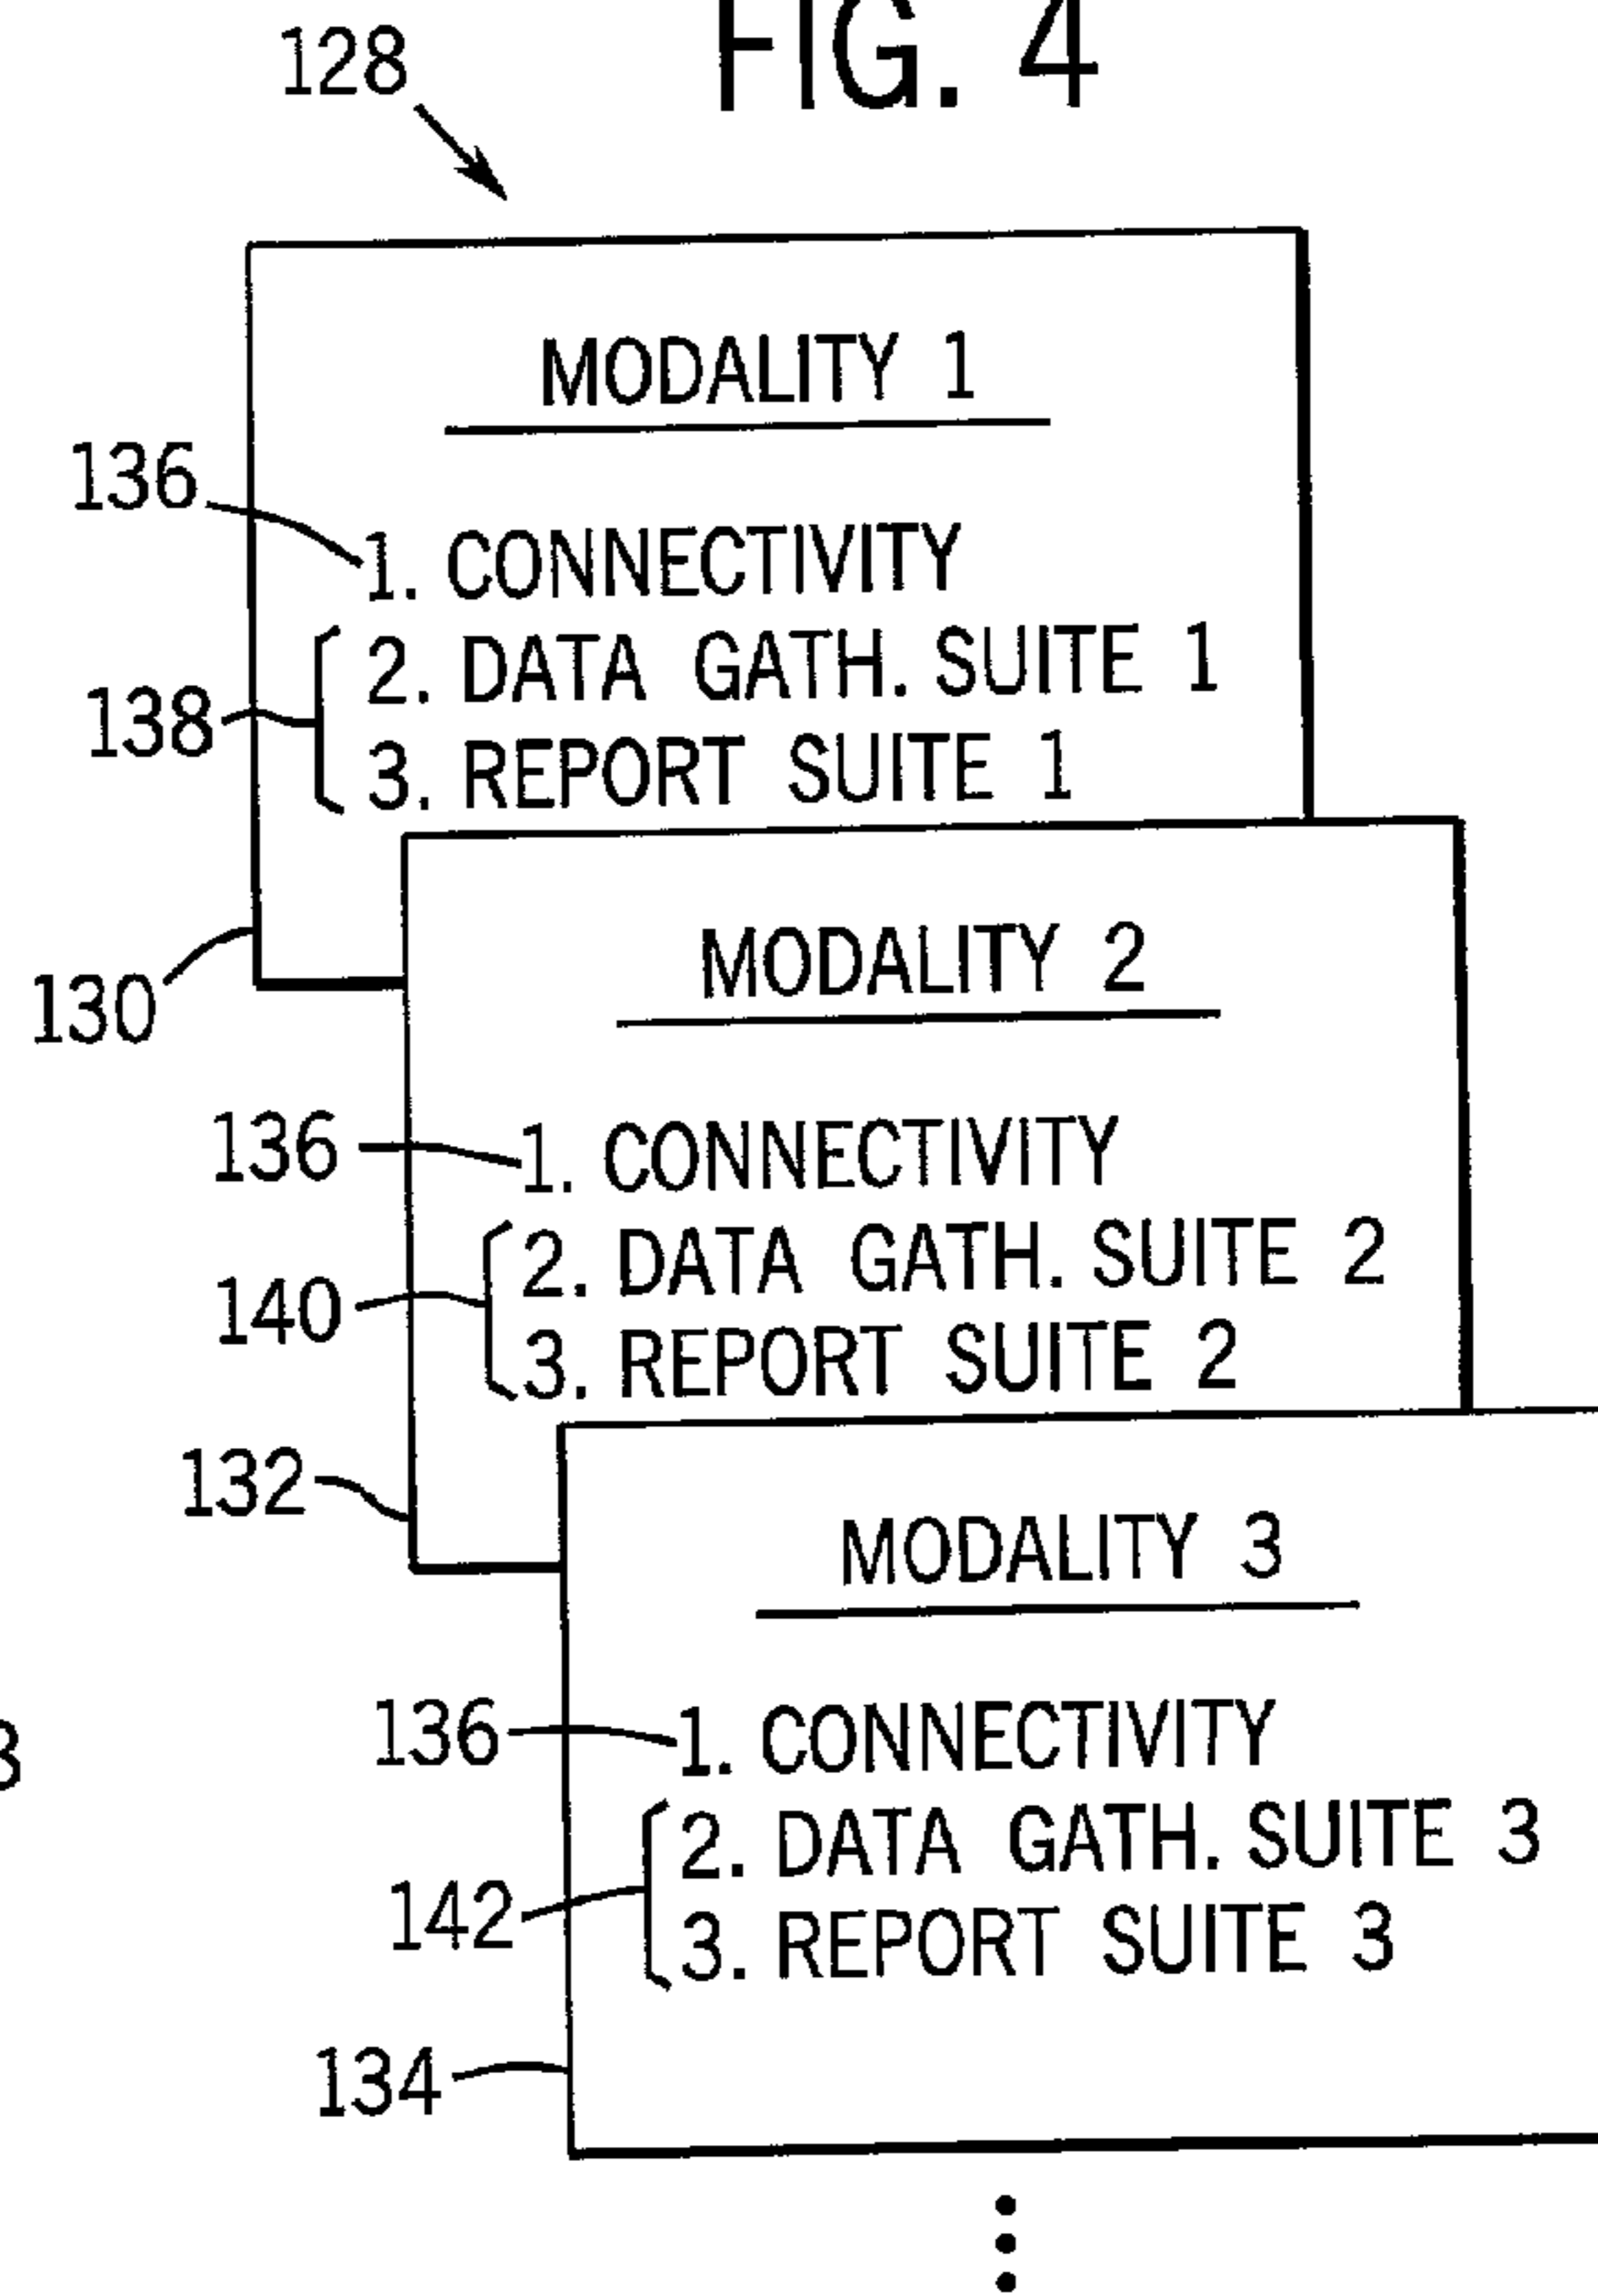 FIG. 4
128
MODALITY 1
136
1. CONNECTIVITY
2. DATA GATH. SUITE 1
138
3. REPORT SUITE 1
130
MODALITY 2
136
1. CONNECTIVITY
2. DATA GATH. SUITE 2
140
3. REPORT SUITE 2
132
MODALITY 3
136
1. CONNECTIVITY
2. DATA GATH. SUITE 3
142
3. REPORT SUITE 3
134